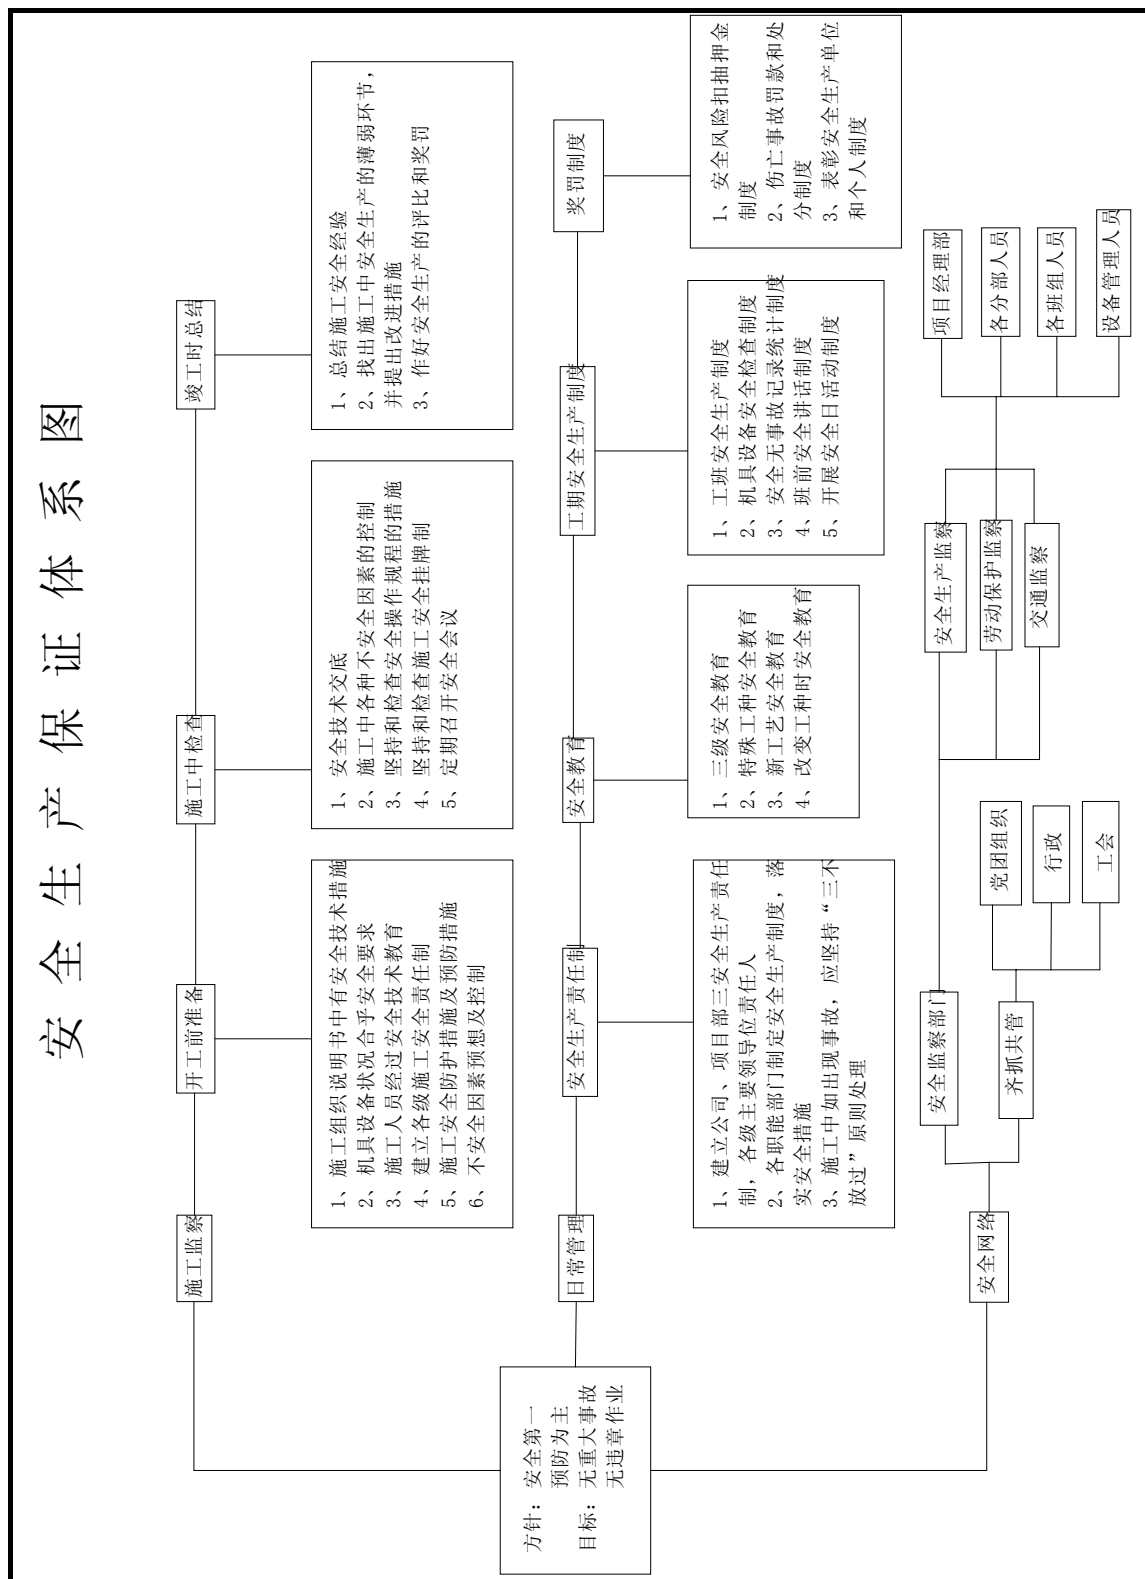 安全生产保证体系图
方针：安全第一
预防为主
目标：无重大事故
无违章作业
施工监察
开工前准备
施工中检查
竣工时总结
1、施工组织说明书中有安全技术措施
2、机具设备状况合乎安全要求
3、施工人员经过安全技术教育
4、建立各级施工安全责任制
5、施工安全防护措施及预防措施
6、不安全因素预想及控制
1、安全技术交底
2、施工中各种不安全因素的控制
3、坚持和检查安全操作规程的措施
4、坚持和检查施工安全挂牌制
5、定期召开安全会议
1、总结施工安全经验
2、找出施工中安全生产的薄弱环节，
并提出改进措施
3、作好安全生产的评比和奖罚
日常管理
安全生产责任制
安全教育
工期安全生产制度
奖罚制度
1、建立公司、项目部三安全生产责任
制，各级主要领导位责任人
2、各职能部门制定安全生产制度，落
实安全措施
3、施工中如出现事故，应坚持“三不
放过”原则处理
1、三级安全教育
2、特殊工种安全教育
3、新工艺安全教育
4、改变工种时安全教育
1、工班安全生产制度
2、机具设备安全检查制度
3、安全无事故记录统计制度
4、班前安全讲话制度
5、开展安全日活动制度
1、安全风险扣抽押金
制度
2、伤亡事故罚款和处
分制度
3、表彰安全生产单位
和个人制度
安全网络
安全监察部门
齐抓共管
党团组织
行政
工会
安全生产监察
劳动保护监察
交通监察
项目经理部
各分部人员
各班组人员
设备管理人员